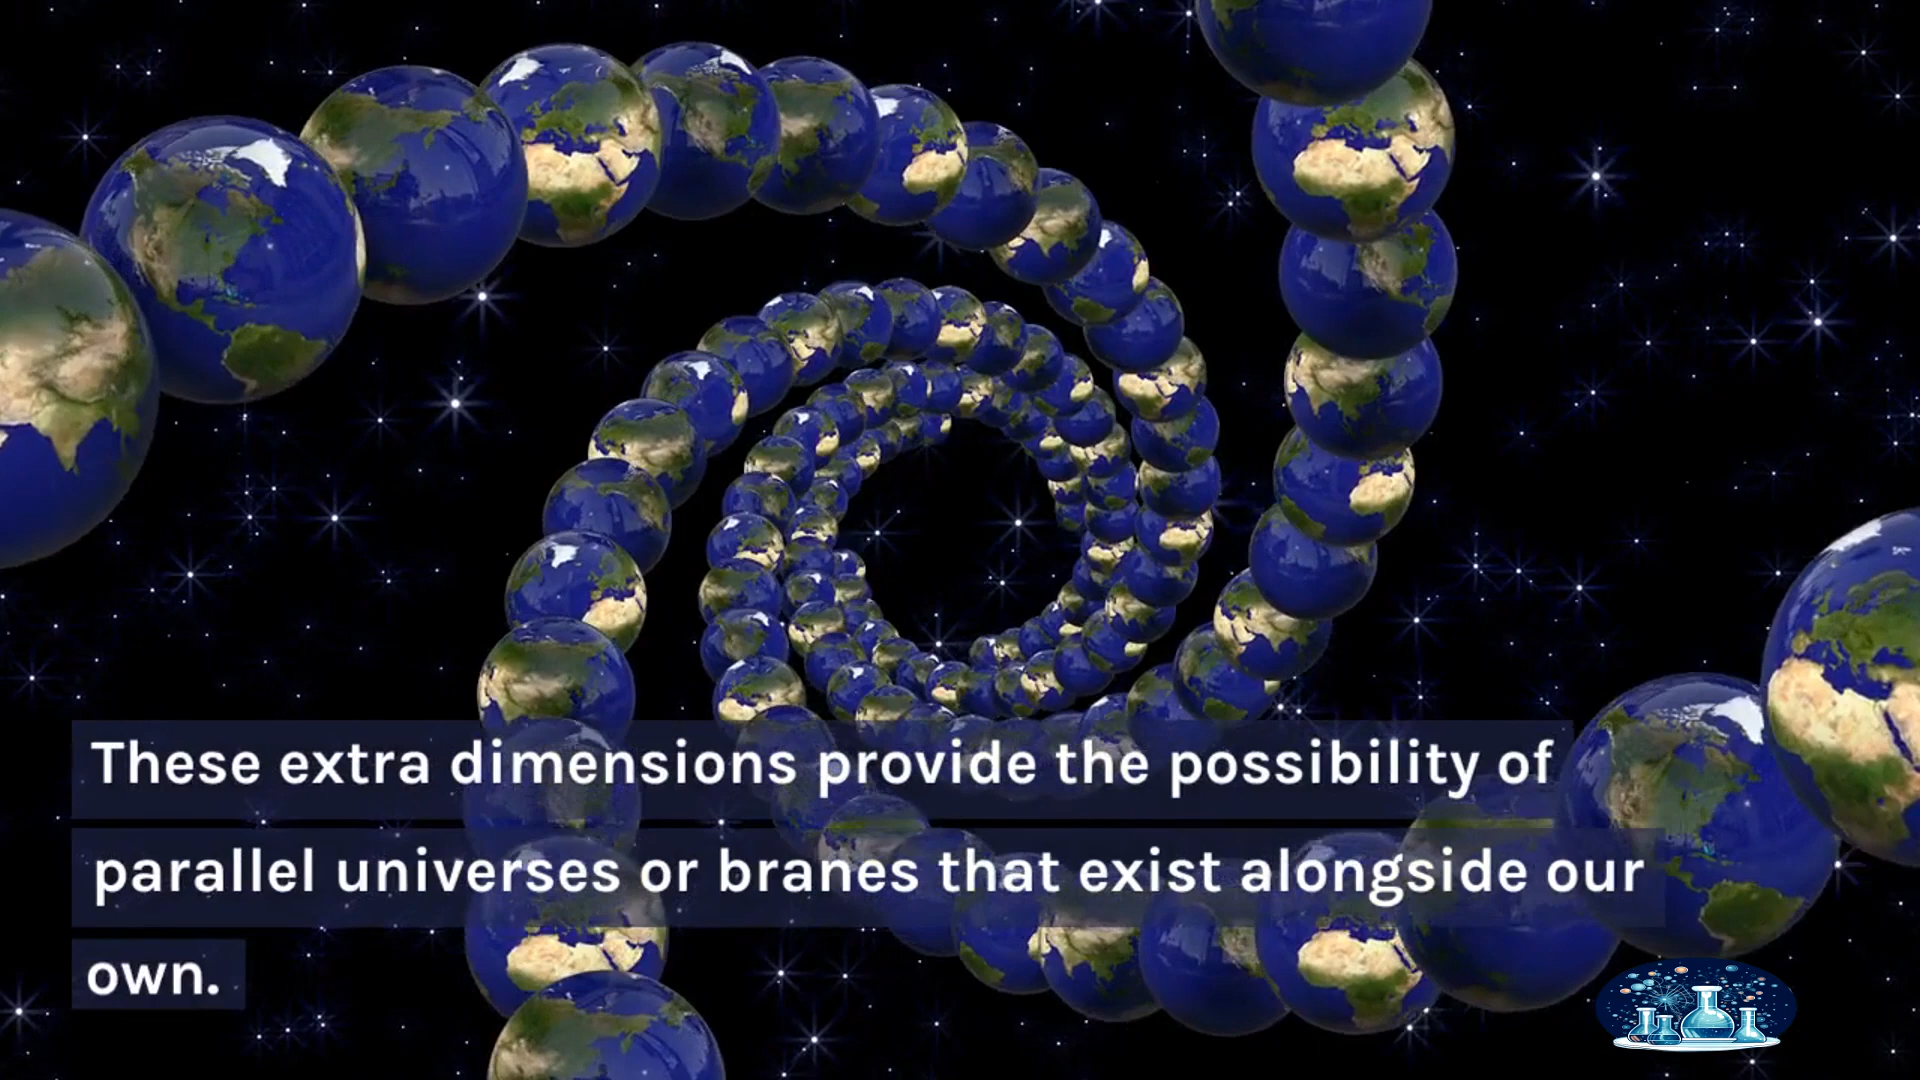 These extra dimensions provide the possibility of
parallel universes or branes that exist alongside our
own.